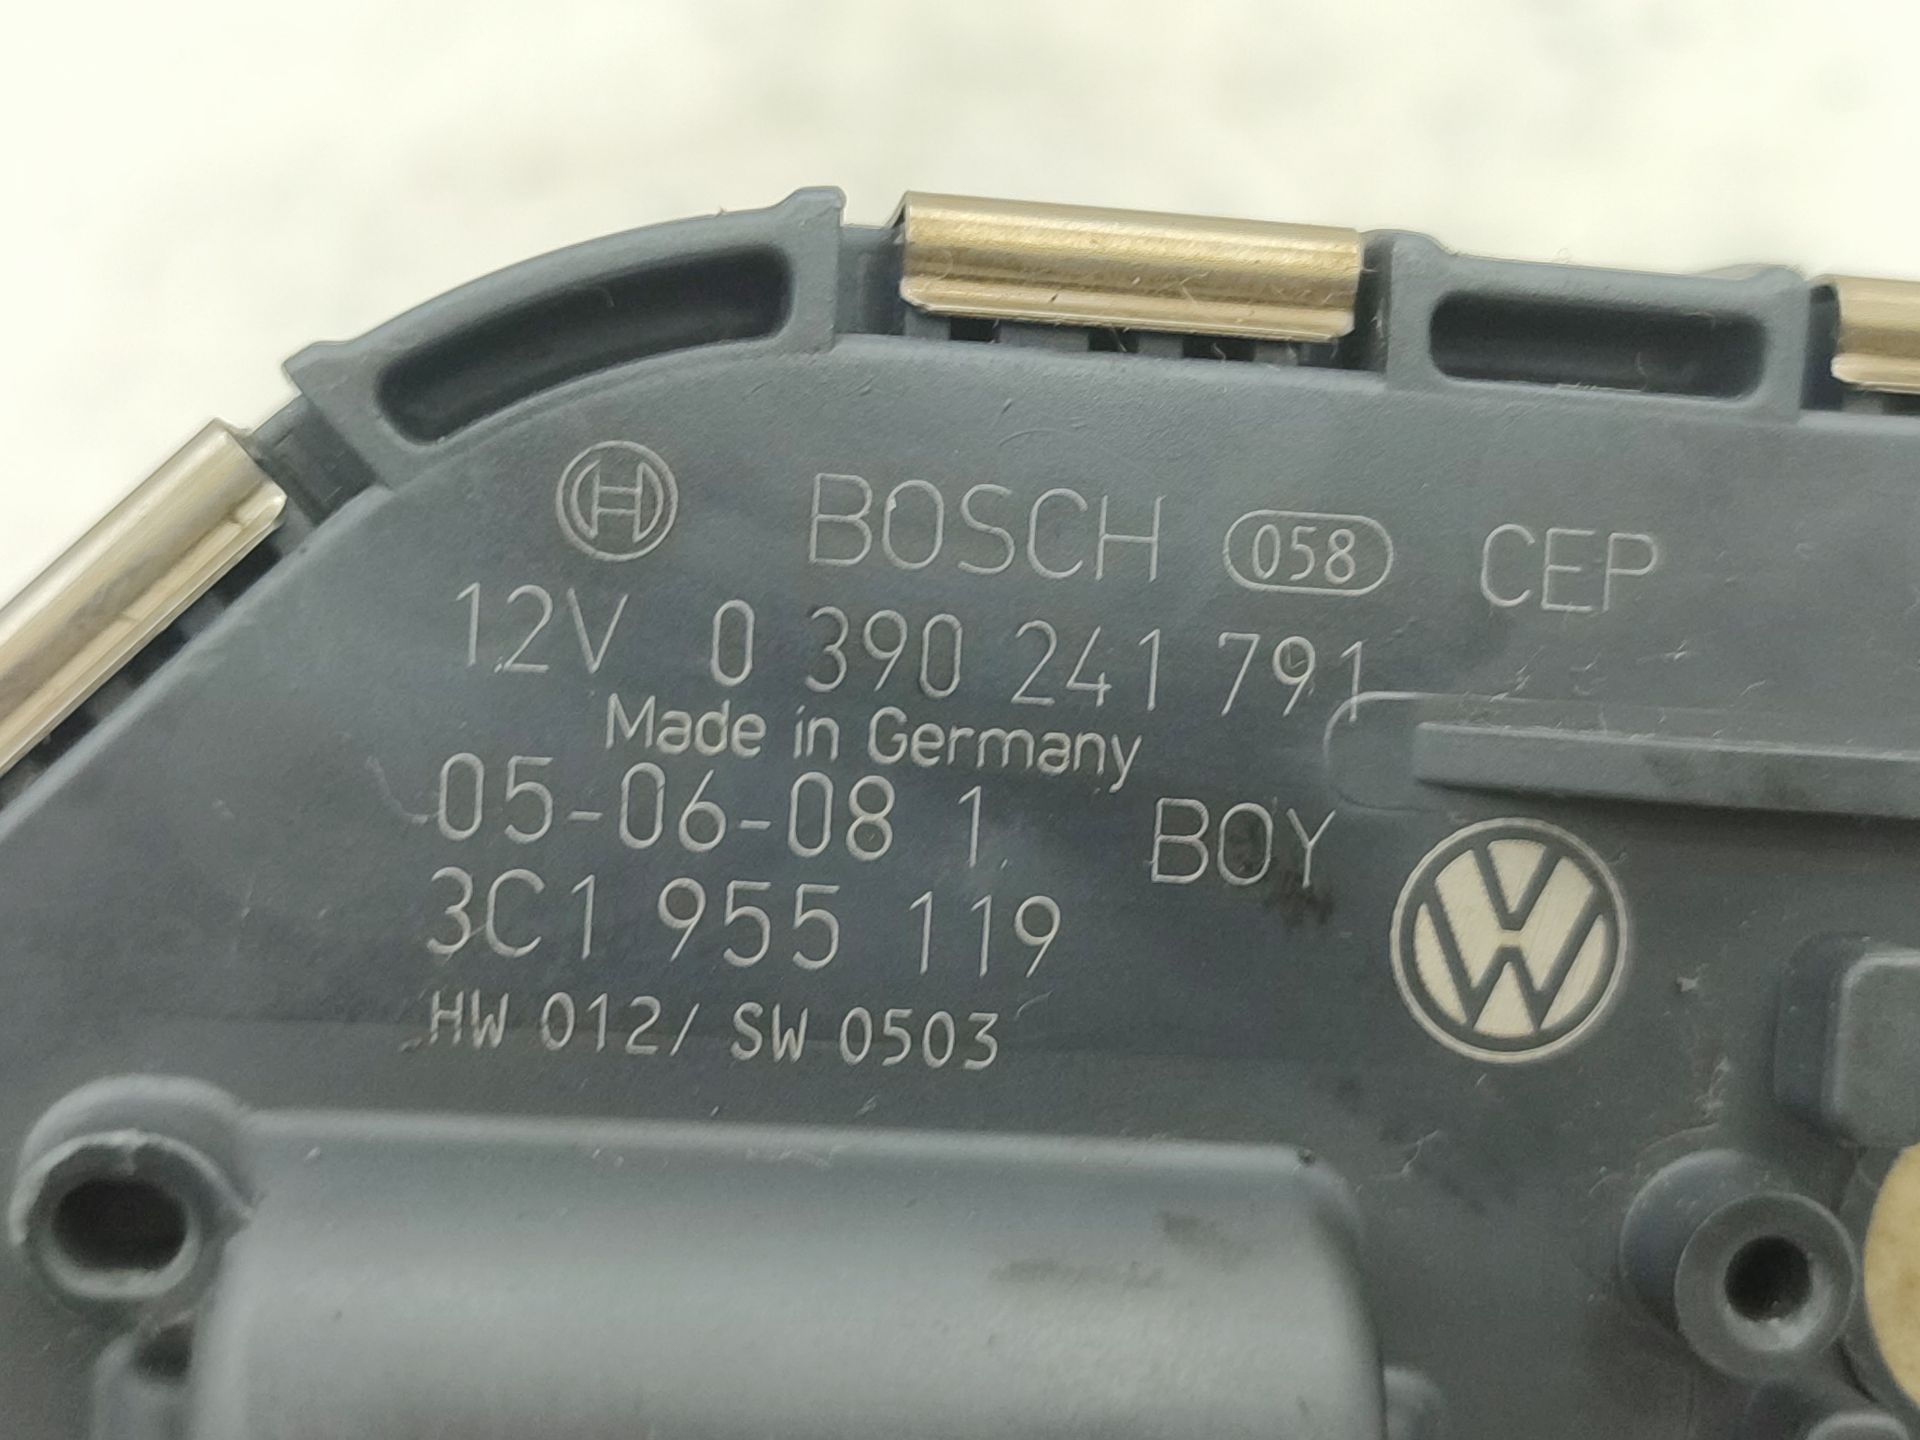 BOSCH 058 CEP
12V 0 390 241 791
Made in Germany
05-06-08 1 BOY
3C1 955 119
HW 012/ SW 0503